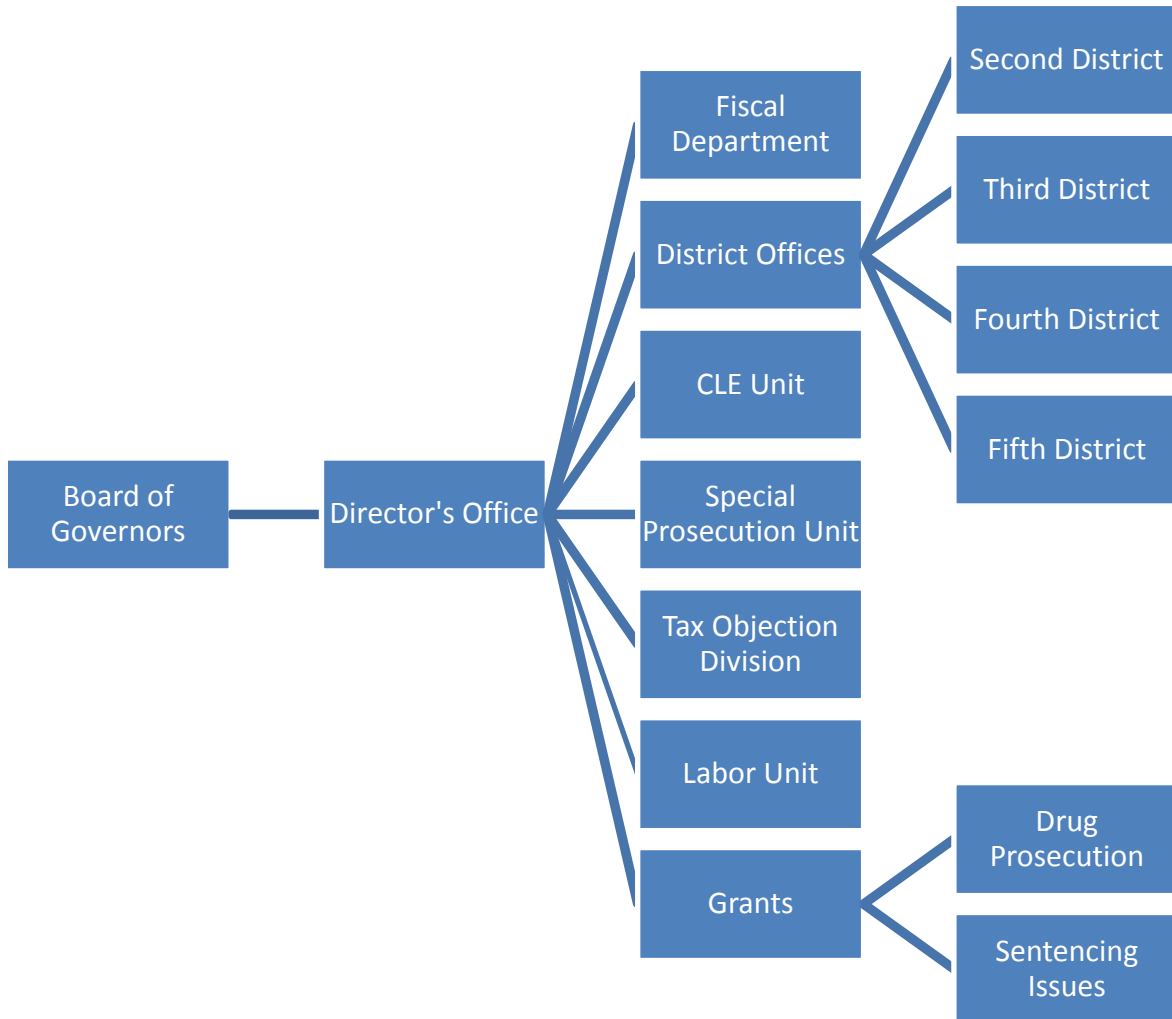 Board of
Governors
Director's Office
Fiscal
Department
District Offices
CLE Unit
Special
Prosecution Unit
Tax Objection
Division
Labor Unit
Grants
Second District
Third District
Fourth District
Fifth District
Drug
Prosecution
Sentencing
Issues